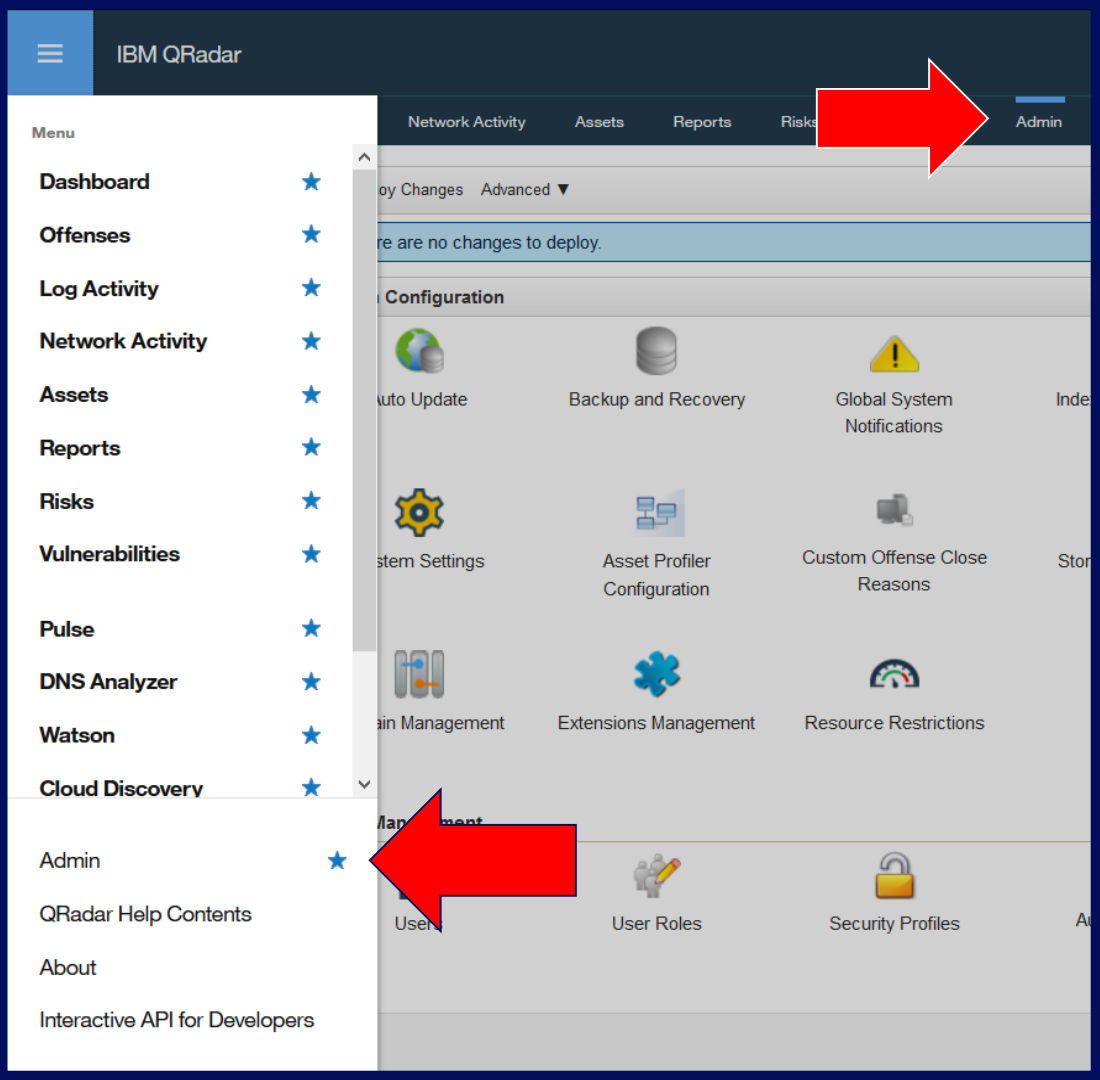 IBM QRadar
Network Activity Assets Reports Risks Admin
Menu
Dashboard
Offenses
Log Activity
Network Activity
Assets
Reports
Risks
Vulnerabilities
Pulse
DNS Analyzer
Watson
Cloud Discovery
Admin
QRadar Help Contents
About
Interactive API for Developers
oy Changes Advanced ▼
re are no changes to deploy.
Configuration
uto Update
Backup and Recovery
Global System
Notifications
Inde
stem Settings
Asset Profiler
Configuration
Custom Offense Close
Reasons
Stor
ain Management
Extensions Management
Resource Restrictions
Users
User Roles
Security Profiles